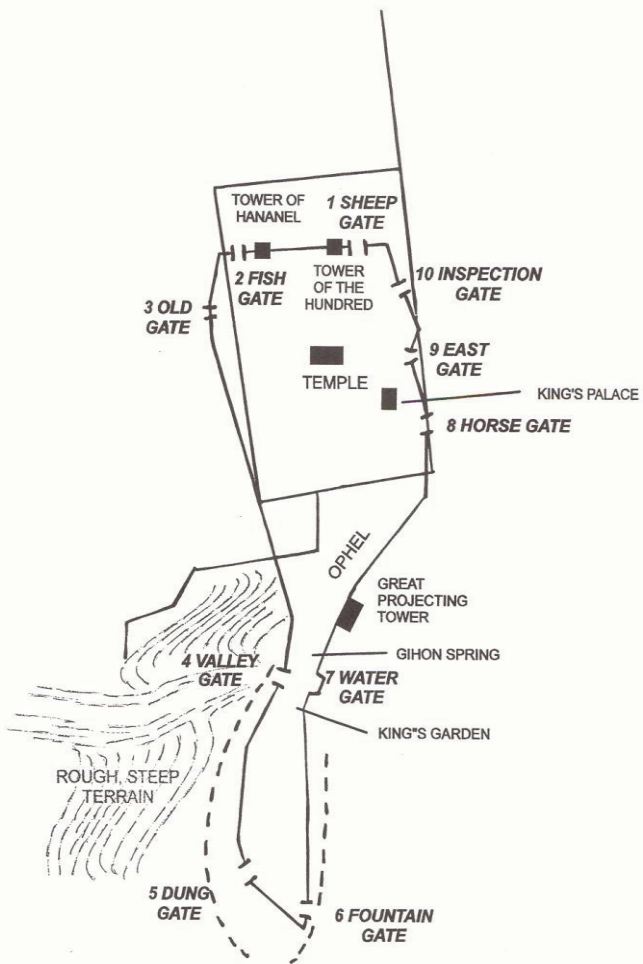 TOWER OF
HANANEL
1 SHEEP
GATE
2 FISH
GATE
TOWER
OF THE
HUNDRED
10 INSPECTION
GATE
3 OLD
GATE
9 EAST
GATE
TEMPLE
KING'S PALACE
8 HORSE GATE
OPHEL
GREAT
PROJECTING
TOWER
GIHON SPRING
4 VALLEY
GATE
7 WATER
GATE
KING"S GARDEN
ROUGH, STEEP
TERRAIN
5 DUNG
GATE
6 FOUNTAIN
GATE